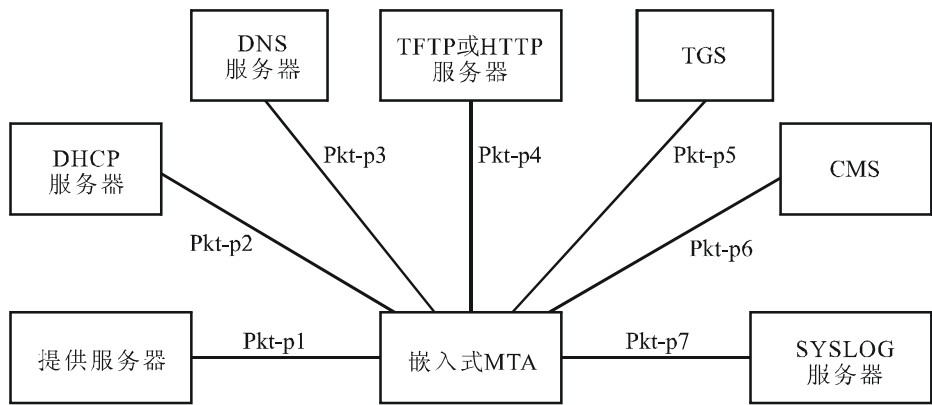 DNS
服务器
TFTP或HTTP
服务器
TGS
DHCP
服务器
Pkt-p3
Pkt-p4
Pkt-p5
CMS
Pkt-p2
Pkt-p6
提供服务器
Pkt-p1
嵌入式MTA
Pkt-p7
SYSLOG
服务器